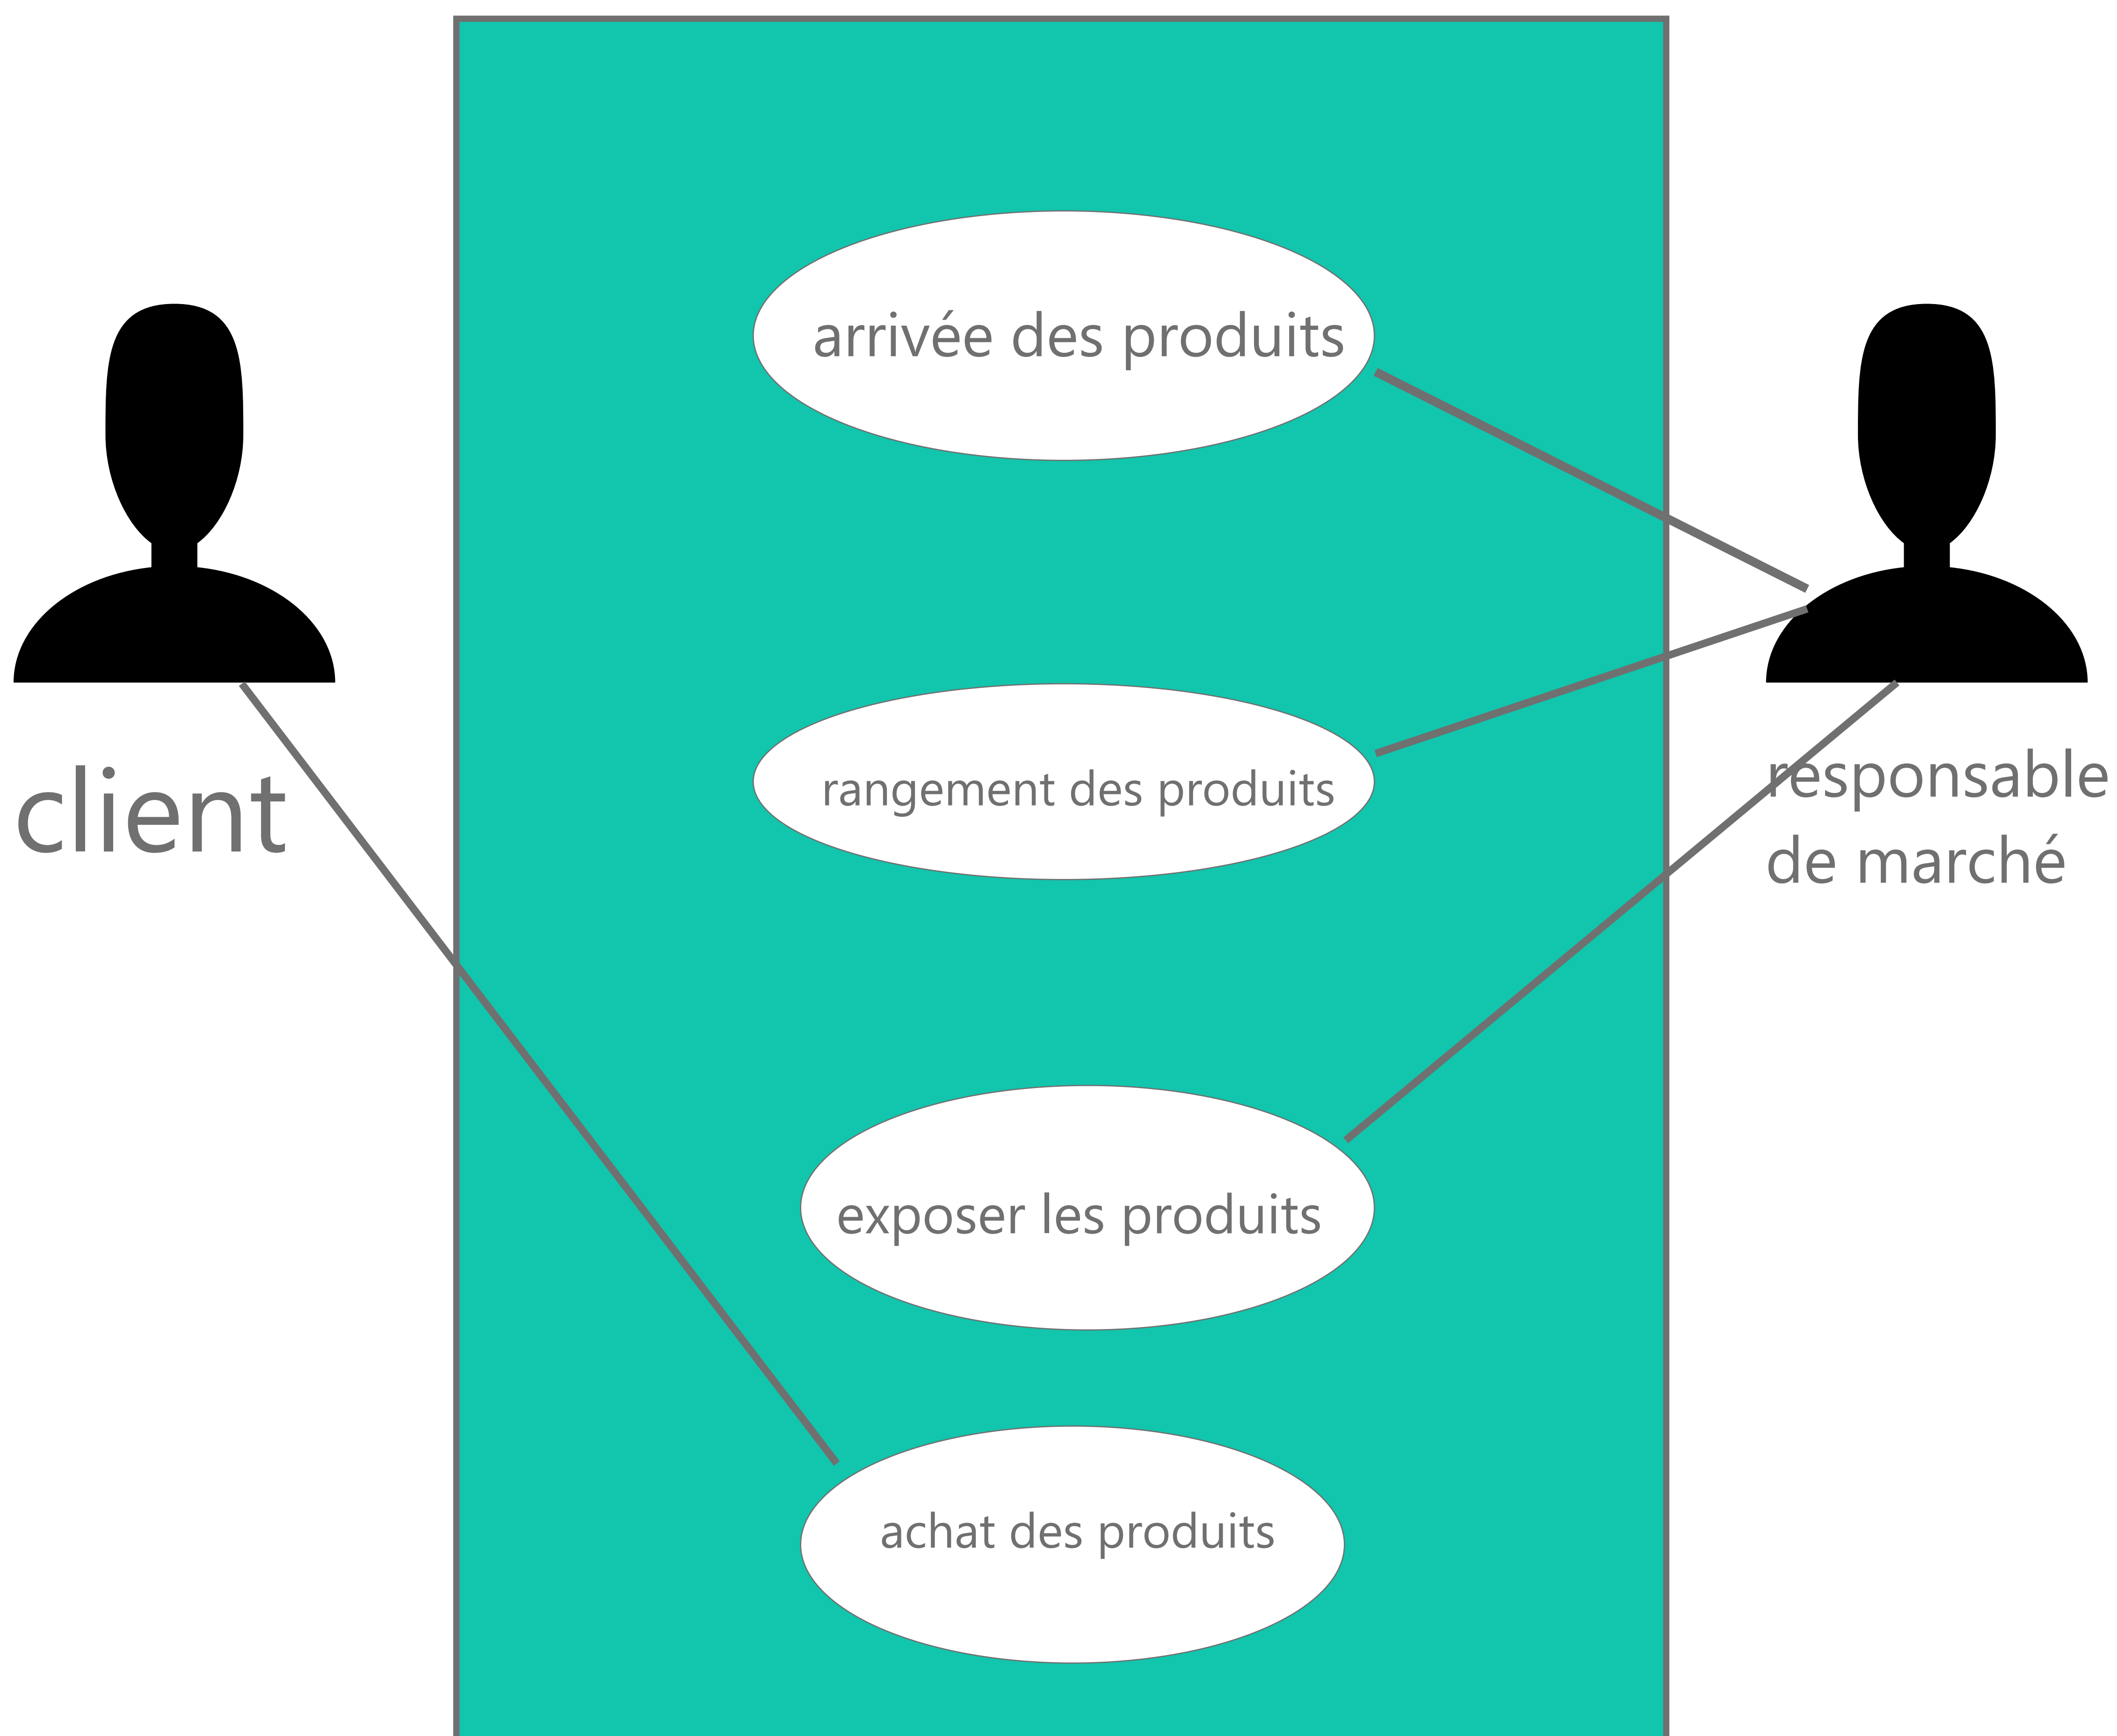 arrivée des produits
client
rangement des produits
responsable
de marché
exposer les produits
achat des produits